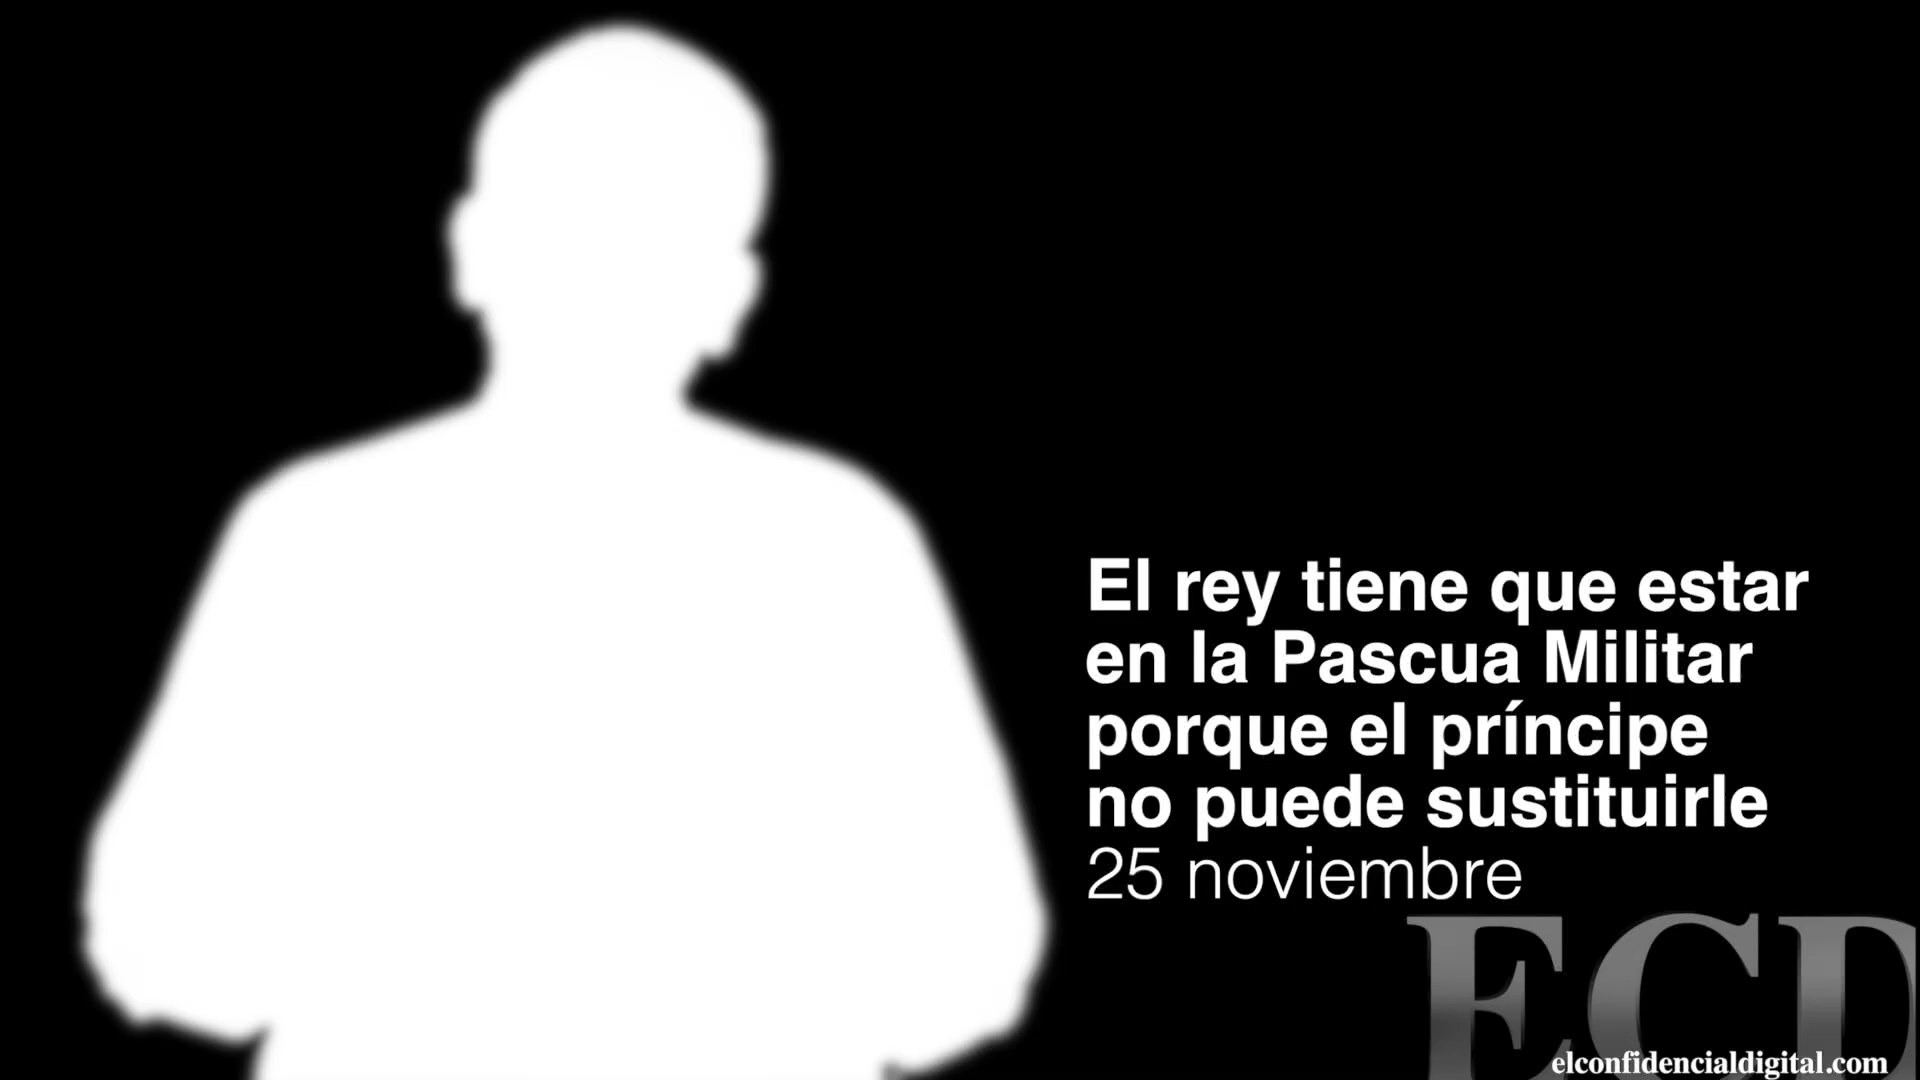 El rey tiene que estar
en la Pascua Militar
porque el príncipe
no puede sustituirle
25 noviembre
ECD
elconfidencialdigital.com